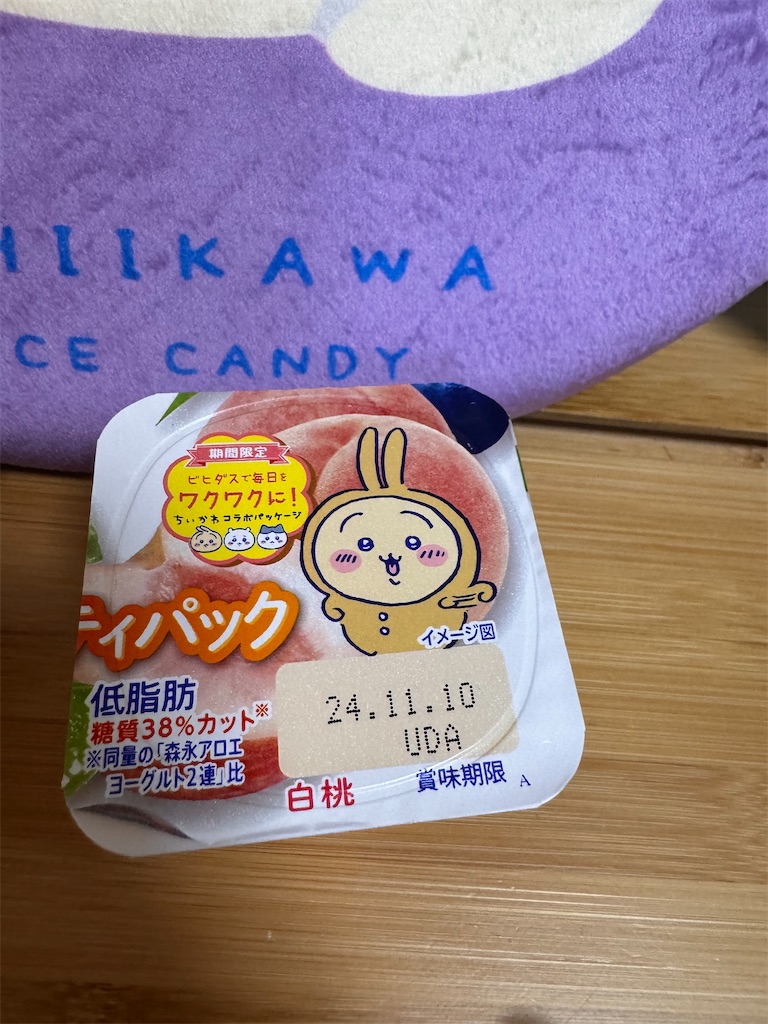 HIIKAWA
CE CANDY
期間限定
ビヒダスで毎日を
ワクワクに!
ちいかわコラボパッケージ
ティパック
イメージ図
低脂肪
糖質38%カット※
※同量の「森永アロエ
ヨーグルト2連」比
24.11.10
UDA
白桃
賞味期限 A